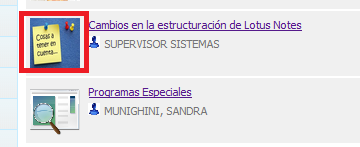 Cosas a
tener en
cuenta...
Cambios en la estructuración de Lotus Notes
SUPERVISOR SISTEMAS
Programas Especiales
MUNIGHINI, SANDRA